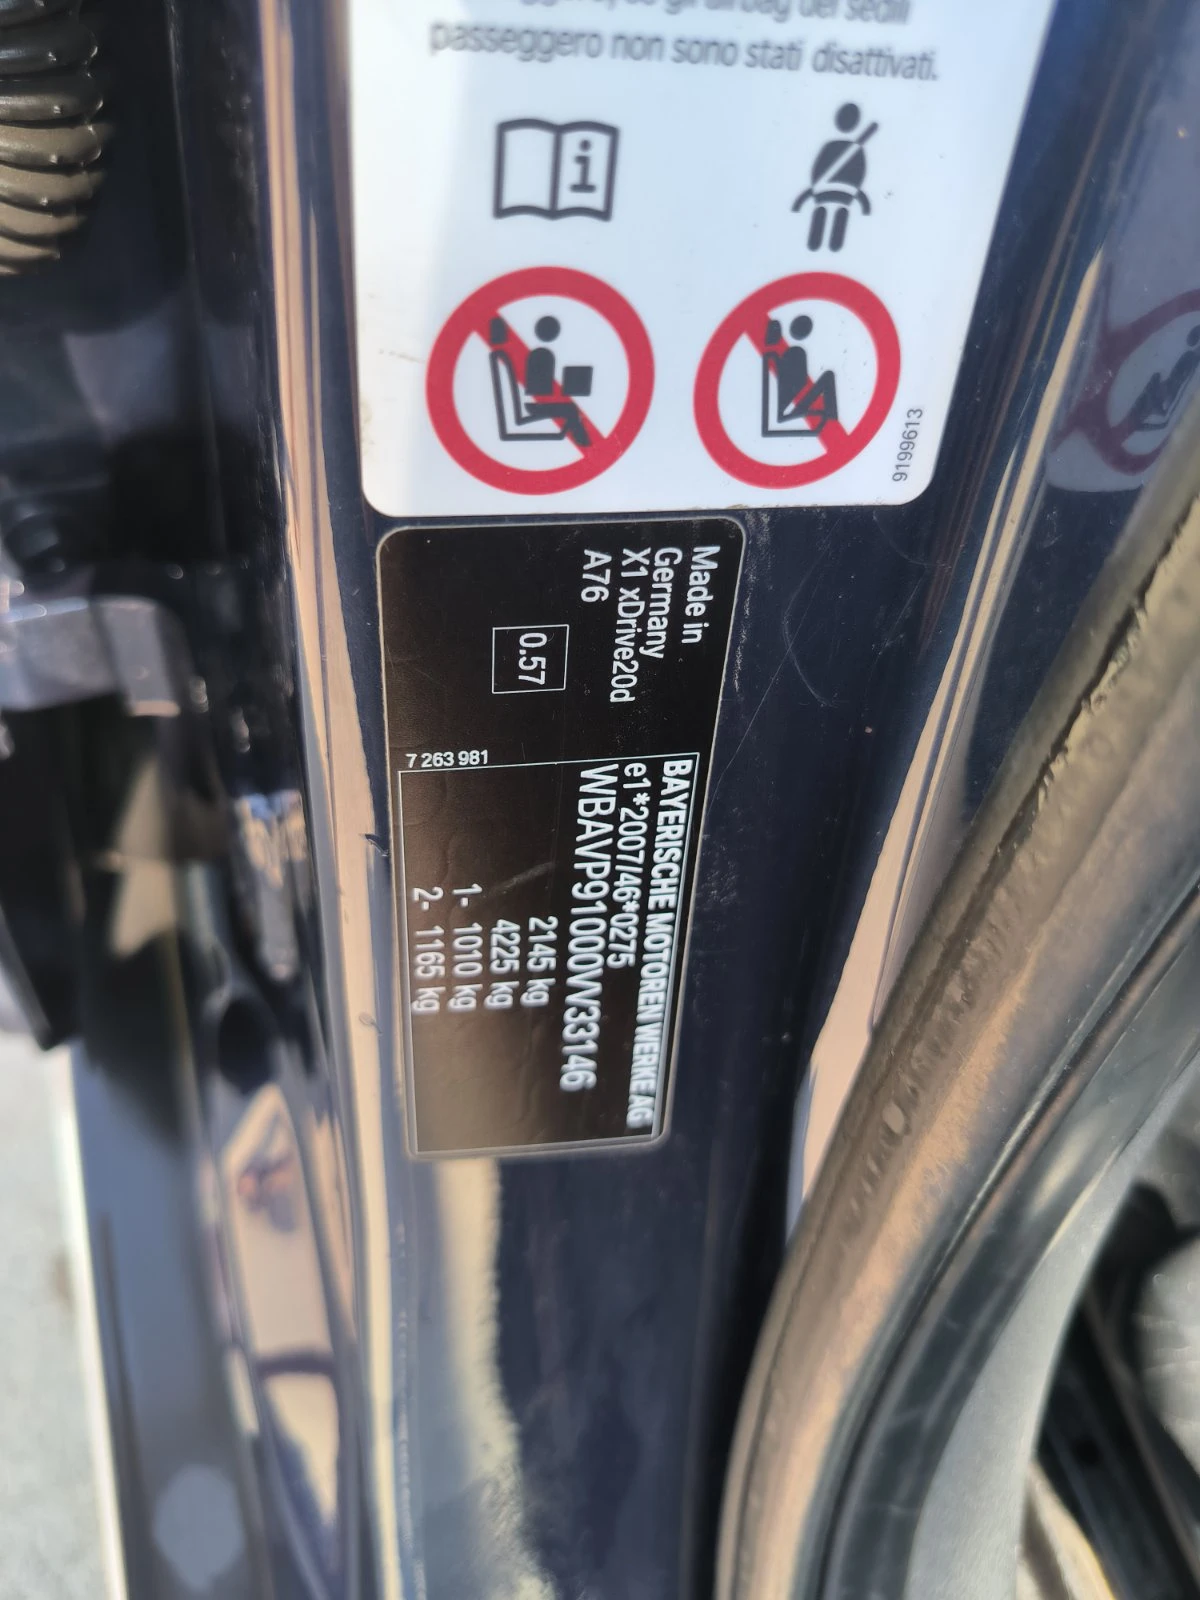 passeggero non sono stati disattivati.
i
9199613
Made in
Germany
X1 xDrive20d
A76
0.57
7 263 981
BAYERISCHE MOTOREN WERKE AG
e1*2007/46*0275
WBAVP91000VV33146
2145 kg
4225 kg
1- 1010 kg
2- 1165 kg